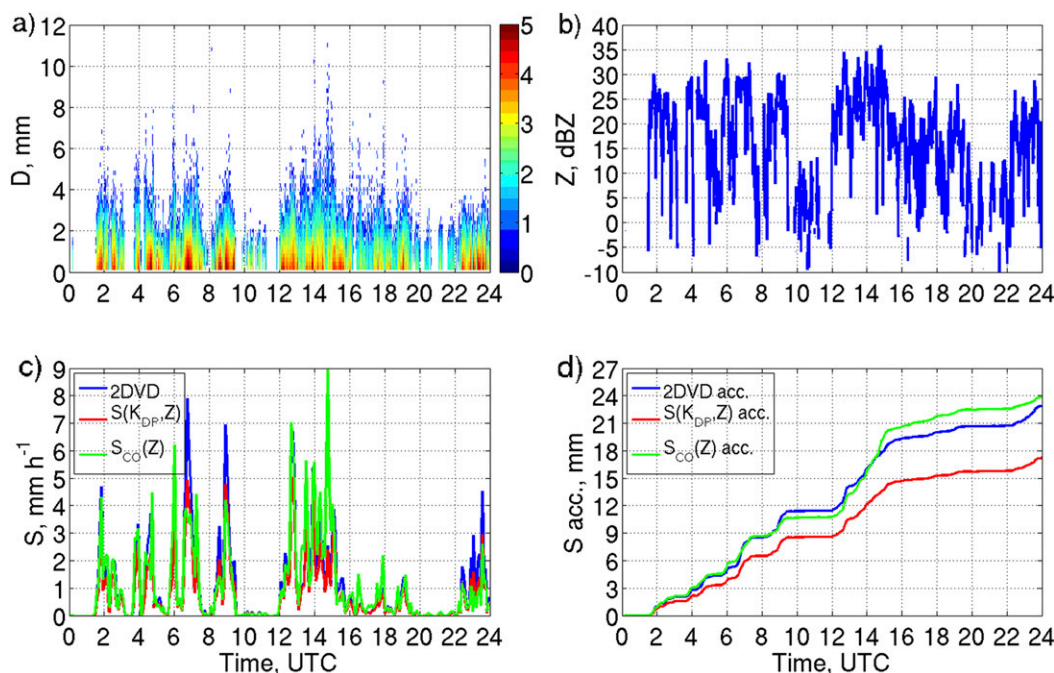 a)
D, mm
12
10
8
6
4
2
0
0 2 4 6 8 10 12 14 16 18 20 22 24
5
4
3
2
1
0
b)
Z, dBZ
40
35
30
25
20
15
10
5
0
-5
-10
0 2 4 6 8 10 12 14 16 18 20 22 24
c)
S, mm h⁻¹
9
8
7
6
5
4
3
2
1
0
2DVD
S(K_DP,Z)
S_CO(Z)
0 2 4 6 8 10 12 14 16 18 20 22 24
Time, UTC
d)
S acc., mm
27
24
21
18
15
12
9
6
3
0
2DVD acc.
S(K_DP,Z) acc.
S_CO(Z) acc.
0 2 4 6 8 10 12 14 16 18 20 22 24
Time, UTC